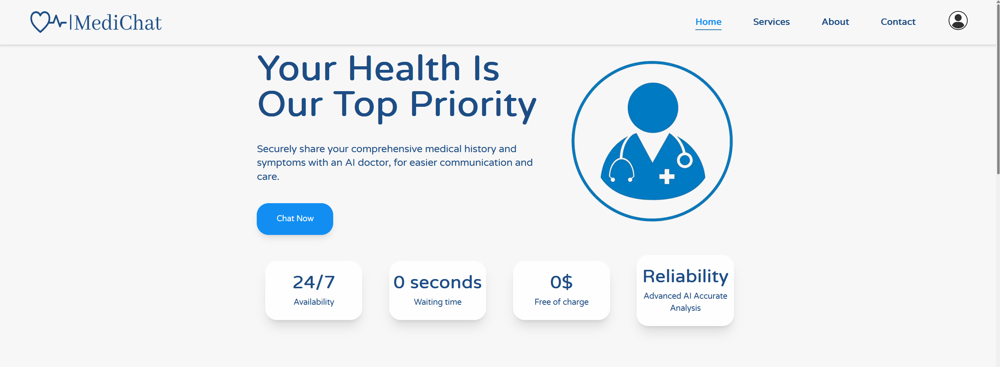 |MediChat
Home
Services
About
Contact
Your Health Is
Our Top Priority
Securely share your comprehensive medical history and
symptoms with an AI doctor, for easier communication and
care.
Chat Now
24/7
Availability
0 seconds
Waiting time
0$
Free of charge
Reliability
Advanced AI Accurate
Analysis